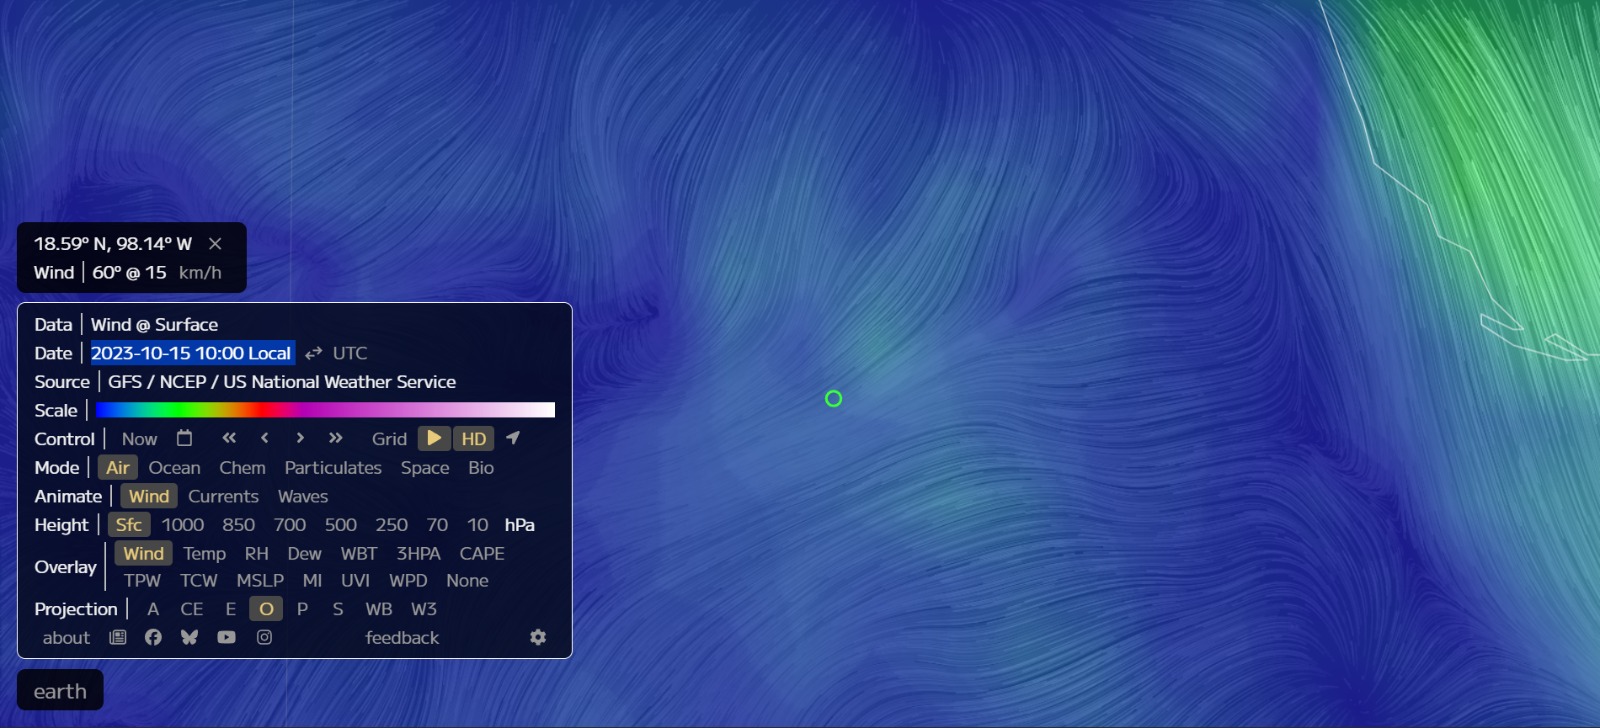 18.59° N, 98.14° W ×
Wind | 60° @ 15 km/h
Data | Wind @ Surface
Date | 2023-10-15 10:00 Local ⇄ UTC
Source | GFS / NCEP / US National Weather Service
Scale |
Control | Now « ‹ › » Grid HD
Mode | Air Ocean Chem Particulates Space Bio
Animate | Wind Currents Waves
Height | Sfc 1000 850 700 500 250 70 10 hPa
Overlay | Wind Temp RH Dew WBT 3HPA CAPE
TPW TCW MSLP MI UVI WPD None
Projection | A CE E O P S WB W3
about feedback
earth